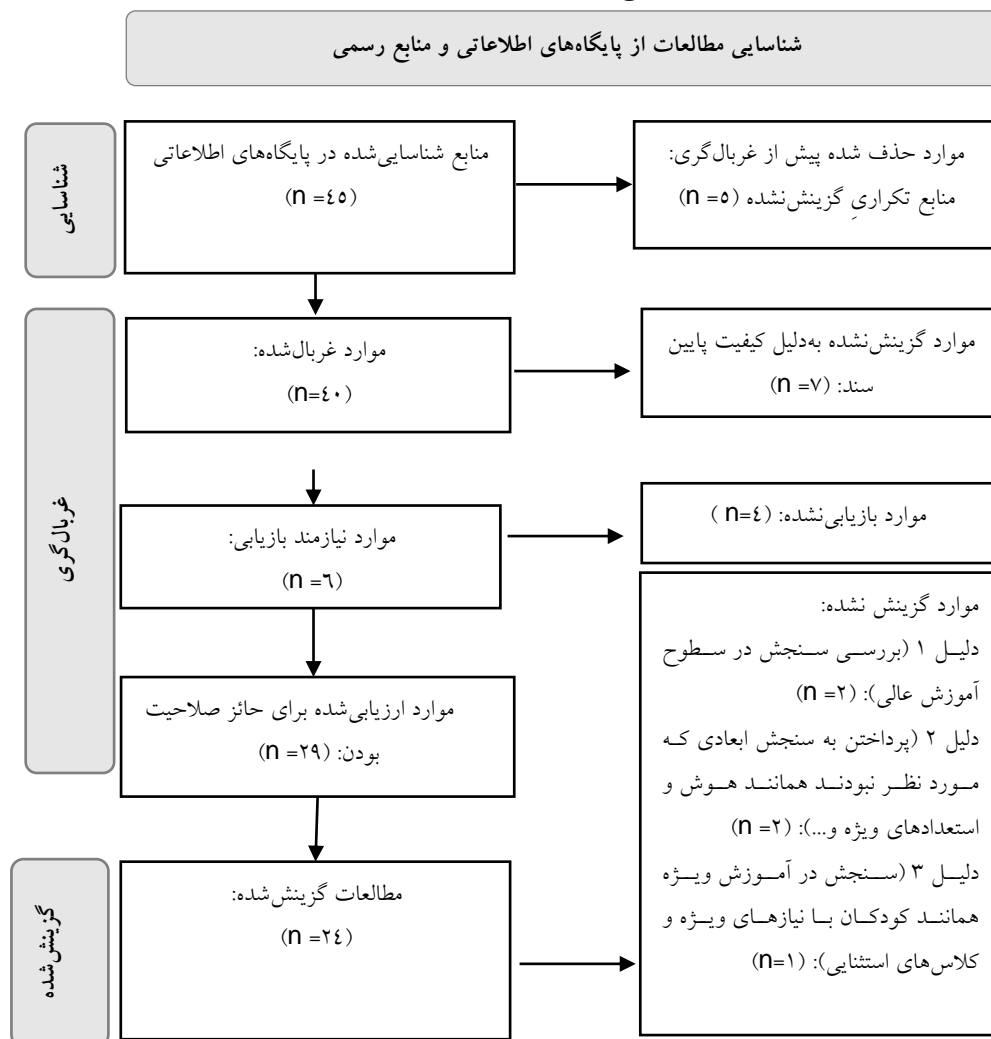 شناسایی مطالعات از پایگاه‌های اطلاعاتی و منابع رسمی
شناسایی
منابع شناسایی‌شده در پایگاه‌های اطلاعاتی
(n =٤٥)
موارد حذف شده پیش از غربال‌گری:
منابع تکراریِ گزینش‌نشده (n =٥)
غربال‌گری
موارد غربال‌شده:
(n=٤٠)
موارد گزینش‌نشده به‌دلیل کیفیت پایین
سند: (n =٧)
موارد نیازمند بازیابی:
(n =٦)
موارد بازیابی‌نشده: (n=٤ )
موارد ارزیابی‌شده برای حائز صلاحیت
بودن: (n =٢٩)
موارد گزینش نشده:
دلیل ١ (بررسی سنجش در سطوح
آموزش عالی): (n =٢)
دلیل ٢ (پرداختن به سنجش ابعادی که
مورد نظر نبودند همانند هوش و
استعدادهای ویژه و...): (n =٢)
دلیل ٣ (سنجش در آموزش ویژه
همانند کودکان با نیازهای ویژه و
کلاس‌های استثنایی): (n=١)
گزینش‌شده
مطالعات گزینش‌شده:
(n =٢٤)